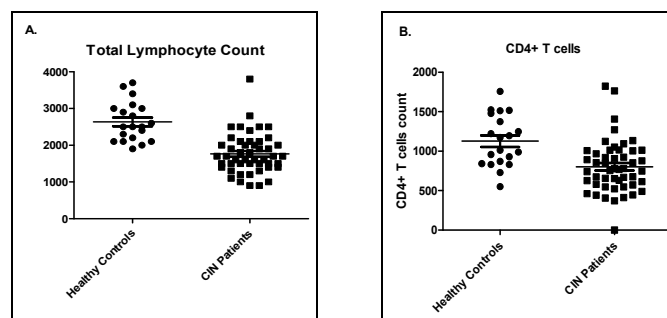 A.
Total Lymphocyte Count
4000
3000
2000
1000
0
Healthy Controls
CIN Patients
B.
CD4+ T cells
CD4+ T cells count
2000
1500
1000
500
0
Healthy Controls
CIN Patients